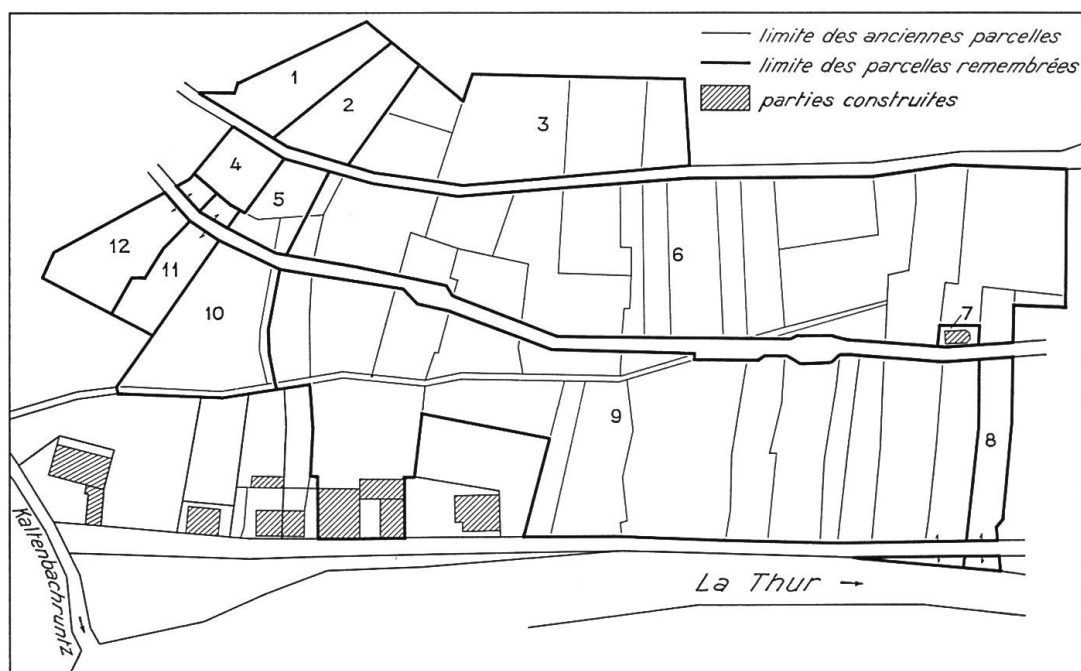 limite des anciennes parcelles
limite des parcelles remembrées
parties construites
1
2
3
4
5
6
7
8
9
10
11
12
Kaltenbachruntz
La Thur